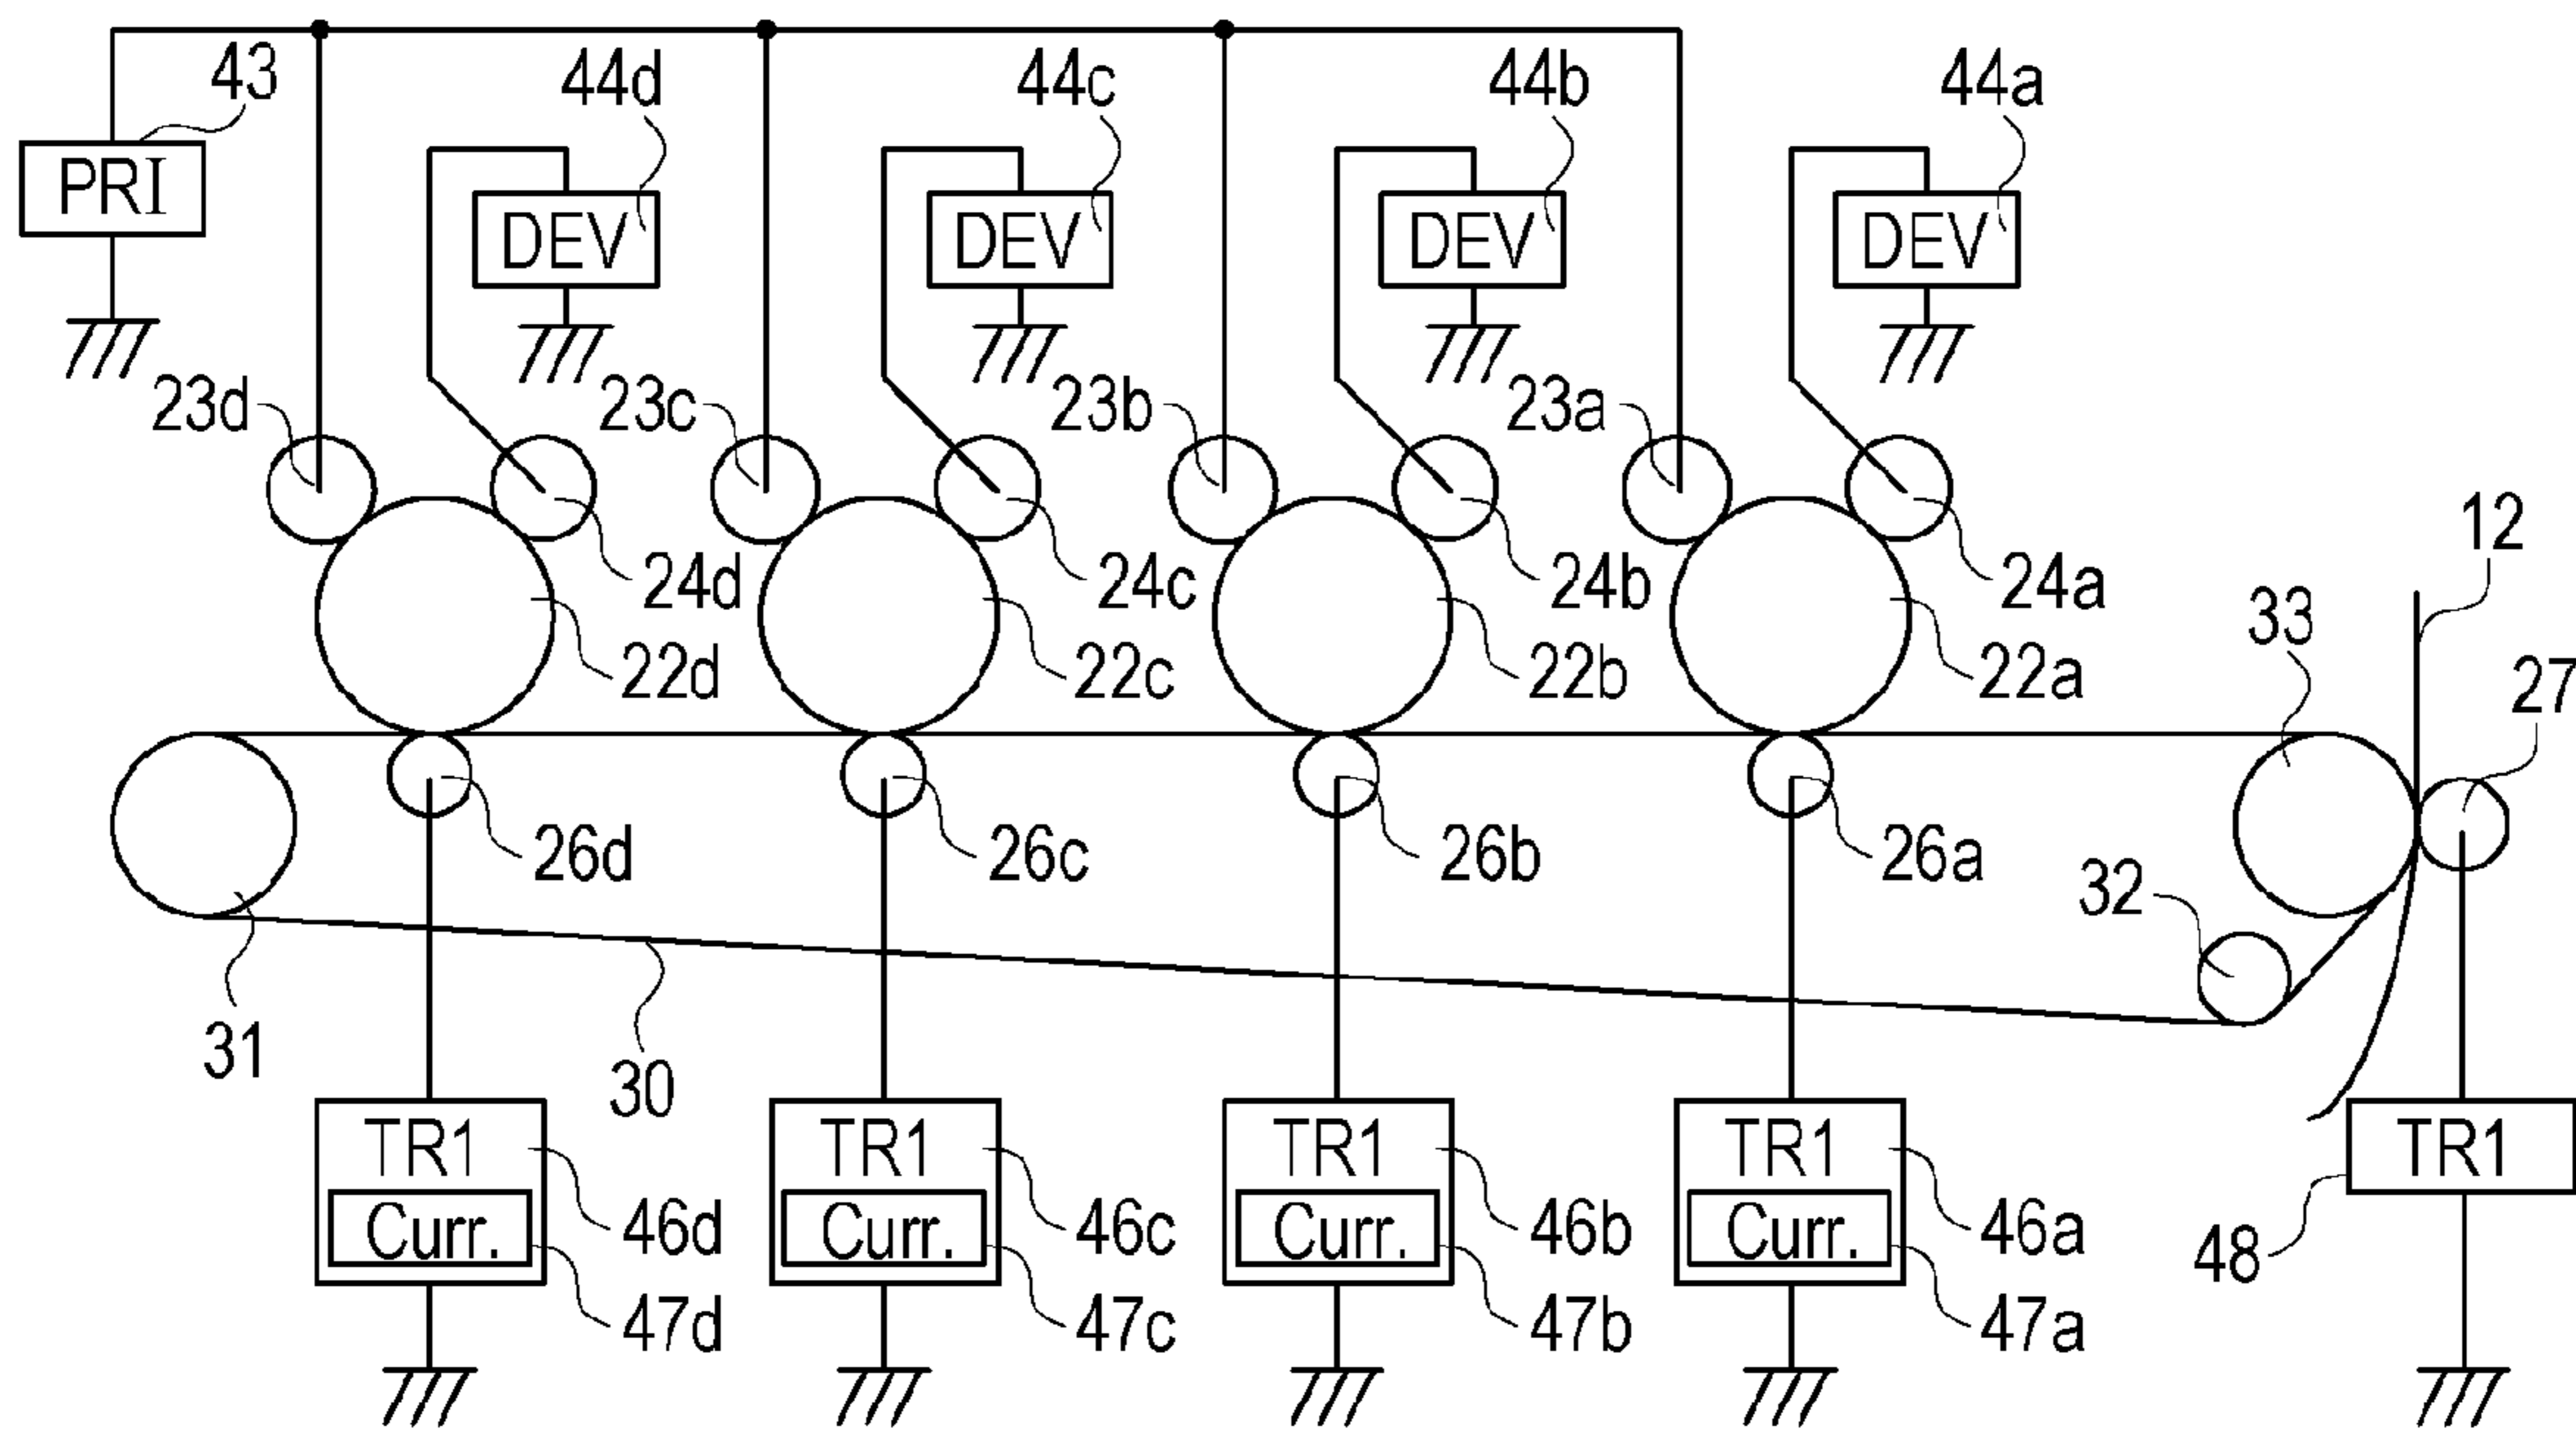 43 44d 44c 44b 44a
PRI DEV DEV DEV DEV
23d 23c 23b 23a
12
24d 24c 24b 24a 33
22d 22c 22b 22a 27
26d 26c 26b 26a 32
31 30
TR1 TR1 TR1 TR1 TR1
Curr. 46d Curr. 46c Curr. 46b Curr. 46a 48
47d 47c 47b 47a